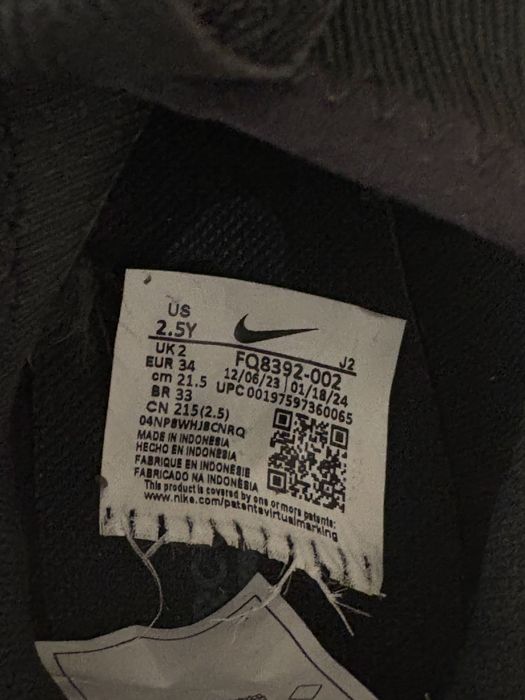 US
2.5Y
J2
UK 2
FQ8392-002
EUR 34
12/06/23 | 01/18/24
cm 21.5
UPC 00197597360065
BR 33
CN 215(2.5)
04NP8WHJ8CNRQ
MADE IN INDONESIA
HECHO EN INDONESIA
FABRIQUE EN INDONESIE
FABRICADO NA INDONÉSIA
This product is covered by one or more patents:
www.nike.com/patentsvirtualmarking